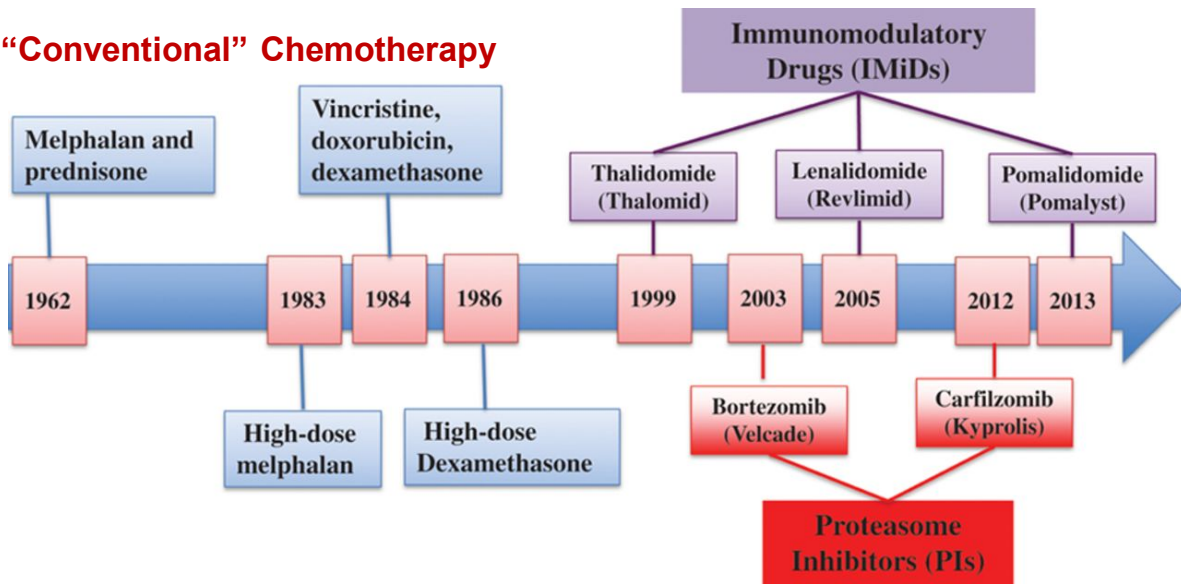 “Conventional” Chemotherapy
Immunomodulatory
Drugs (IMiDs)
Melphalan and
prednisone
Vincristine,
doxorubicin,
dexamethasone
Thalidomide
(Thalomid)
Lenalidomide
(Revlimid)
Pomalidomide
(Pomalyst)
1962
1983
1984
1986
1999
2003
2005
2012
2013
High-dose
melphalan
High-dose
Dexamethasone
Bortezomib
(Velcade)
Carfilzomib
(Kyprolis)
Proteasome
Inhibitors (PIs)